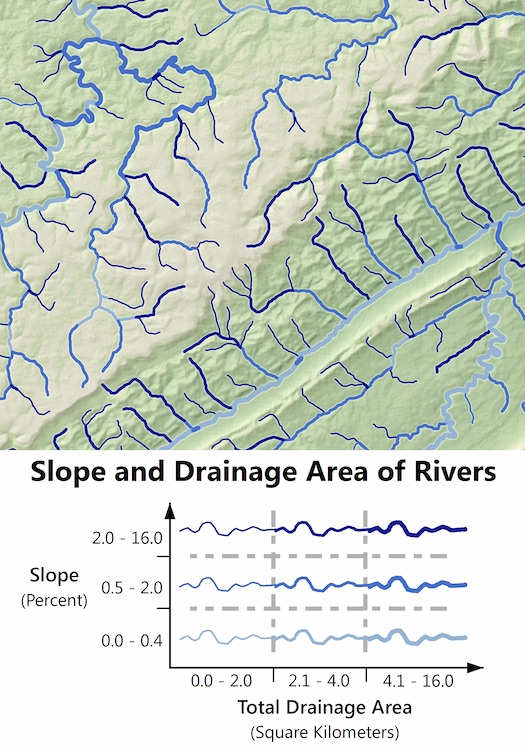 Slope and Drainage Area of Rivers
2.0 - 16.0
Slope
(Percent)
0.5 - 2.0
0.0 - 0.4
0.0 - 2.0 2.1 - 4.0 4.1 - 16.0
Total Drainage Area
(Square Kilometers)